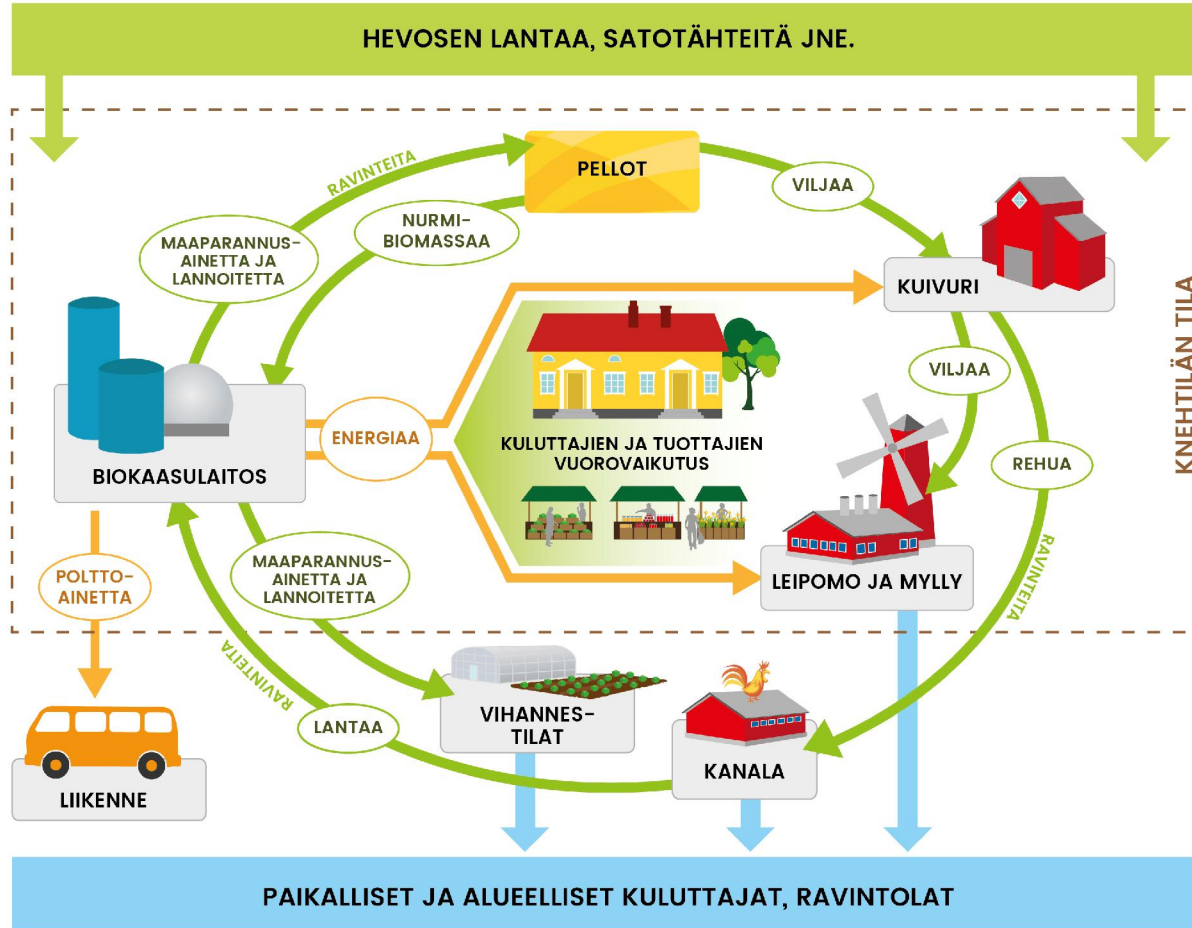 HEVOSEN LANTAA, SATOTÄHTEITÄ JNE.
RAVINTEITA
PELLOT
VILJAA
MAAPARANNUS-
AINETTA JA
LANNOITETTA
NURMI-
BIOMASSAA
KUIVURI
KNEHTILÄN TILA
VILJAA
ENERGIAA
KULUTTAJIEN JA TUOTTAJIEN
VUOROVAIKUTUS
REHUA
BIOKAASULAITOS
POLTTO-
AINETTA
MAAPARANNUS-
AINETTA JA
LANNOITETTA
LEIPOMO JA MYLLY
RAVINTEITA
RAVINTEITA
LANTAA
VIHANNES-
TILAT
KANALA
LIIKENNE
PAIKALLISET JA ALUEELLISET KULUTTAJAT, RAVINTOLAT